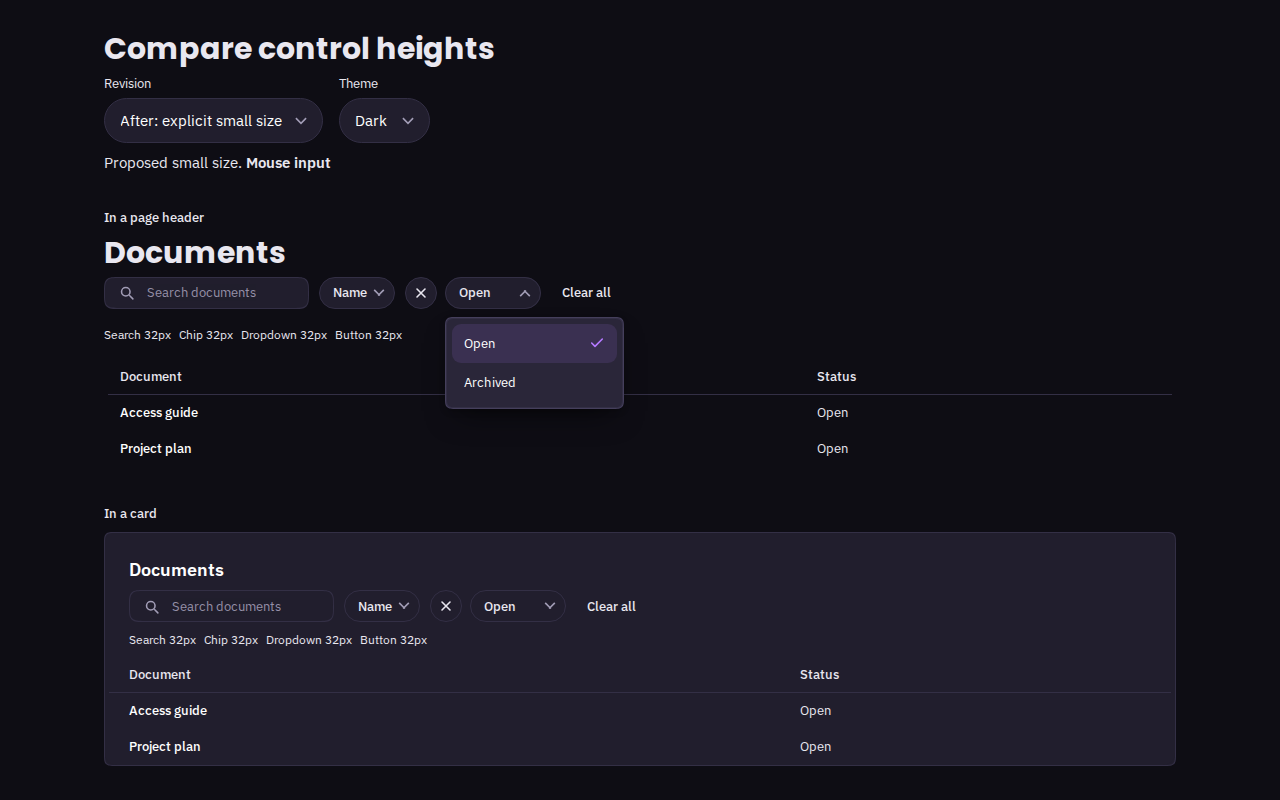 Compare control heights
Revision Theme
After: explicit small size Dark
Proposed small size. Mouse input
In a page header
Documents
Search documents Name Open Clear all
Search 32px Chip 32px Dropdown 32px Button 32px
Open
Archived
Document Status
Access guide Open
Project plan Open
In a card
Documents
Search documents Name Open Clear all
Search 32px Chip 32px Dropdown 32px Button 32px
Document Status
Access guide Open
Project plan Open